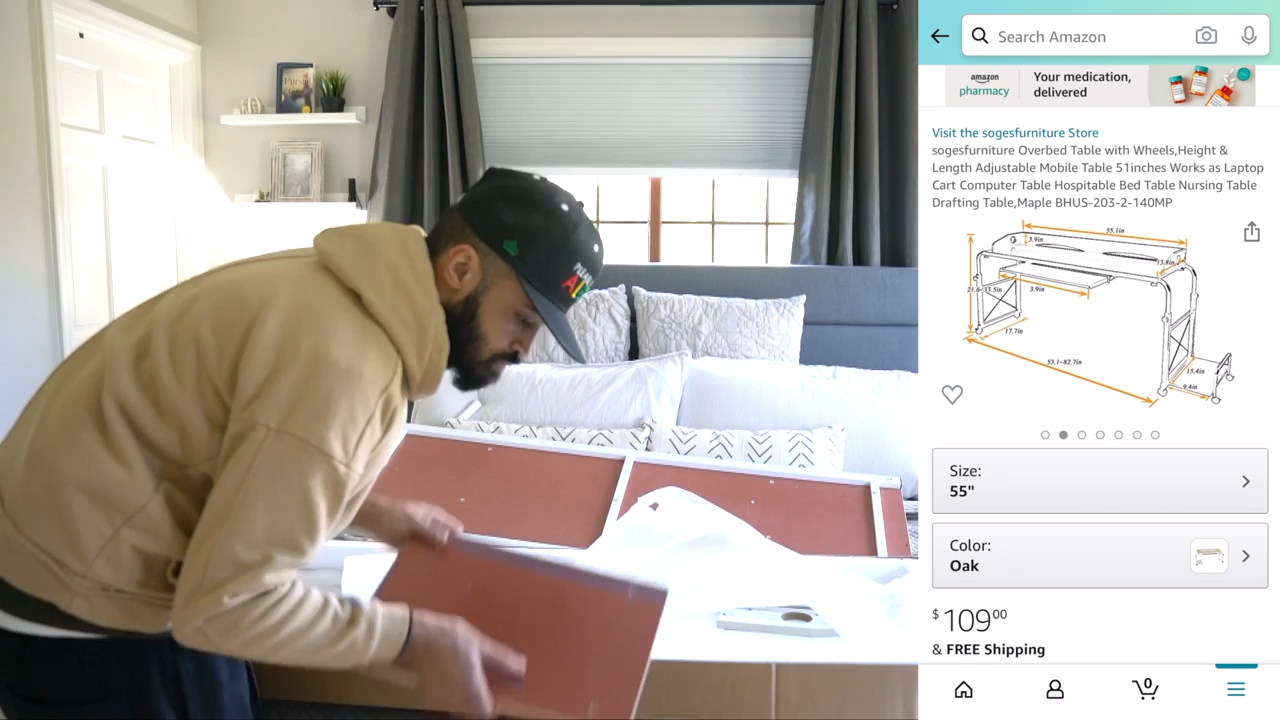 Search Amazon
amazon
pharmacy
Your medication,
delivered
Visit the sogesfurniture Store
sogesfurniture Overbed Table with Wheels,Height &
Length Adjustable Mobile Table 51inches Works as Laptop
Cart Computer Table Hospitable Bed Table Nursing Table
Drafting Table,Maple BHUS-203-2-140MP
55.1in
3.9in
13.8in
21.6-33.5in
3.9in
17.7in
53.1~82.7in
15.4in
9.4in
Size:
55"
Color:
Oak
$109.00
& FREE Shipping
0